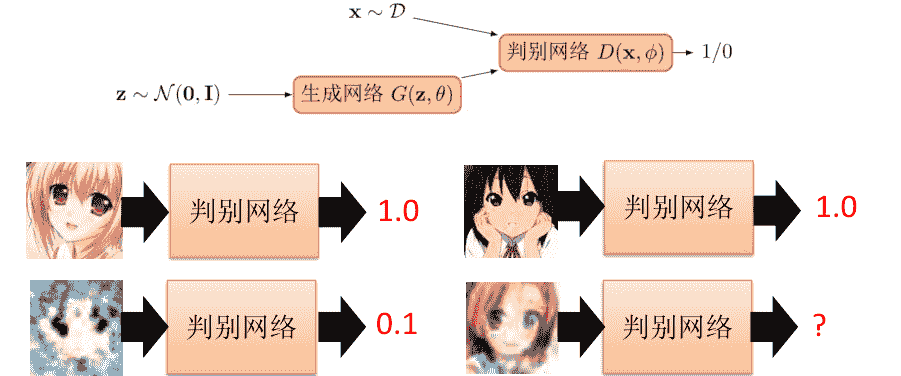 x ∼ 𝒟
判别网络 D(x, ϕ)
1/0
z ∼ 𝒩(0, I)
生成网络 G(z, θ)
判别网络
1.0
判别网络
1.0
判别网络
0.1
判别网络
?